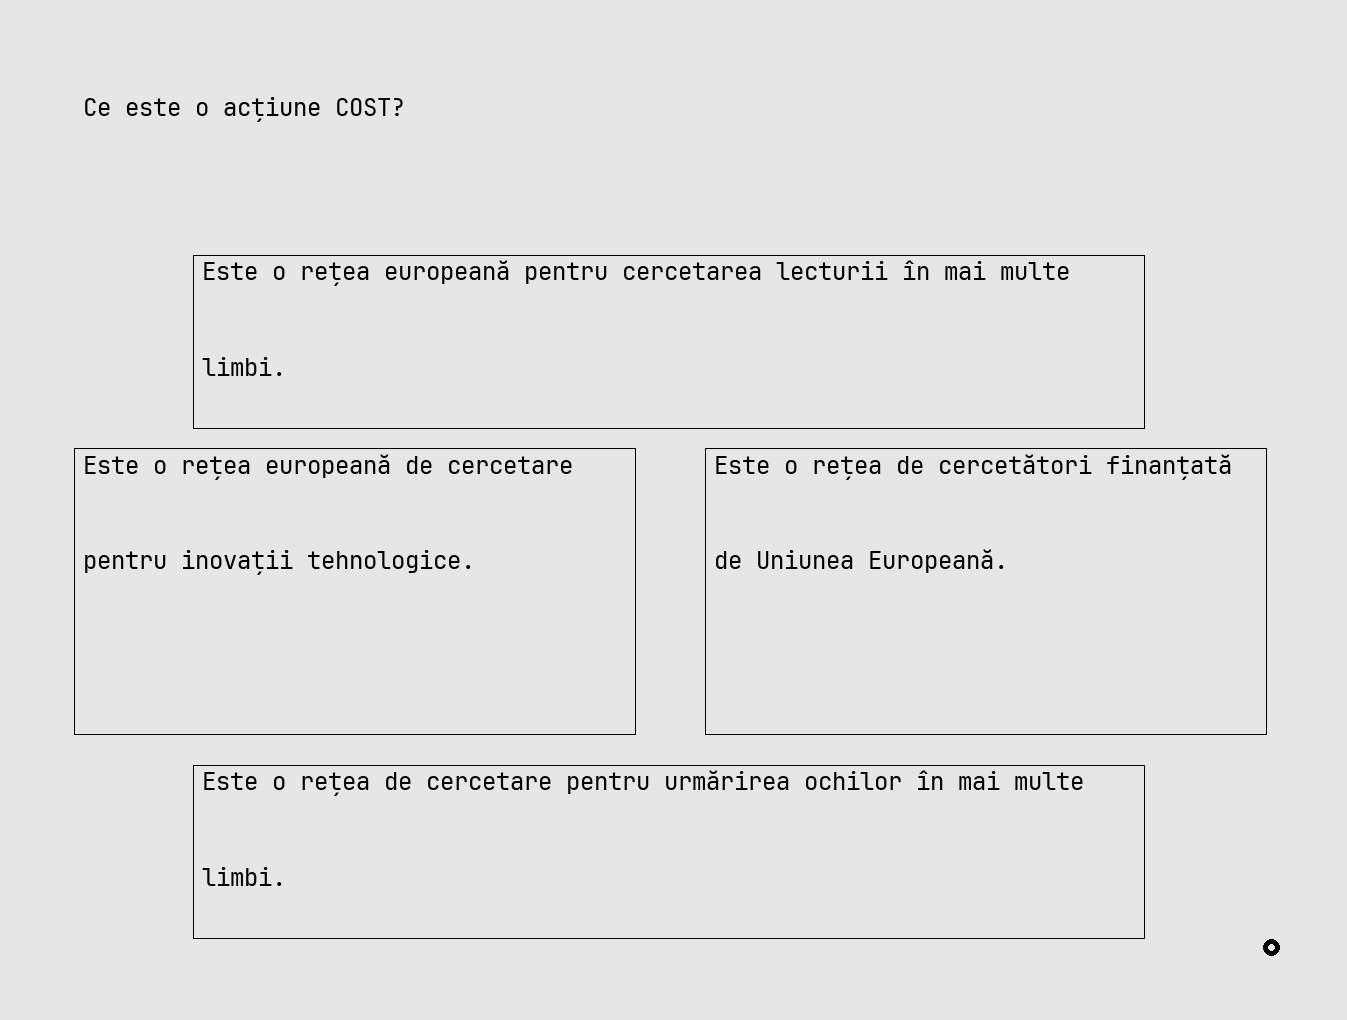 Ce este o acțiune COST?
Este o rețea europeană pentru cercetarea lecturii în mai multe
limbi.
Este o rețea europeană de cercetare
pentru inovații tehnologice.
Este o rețea de cercetători finanțată
de Uniunea Europeană.
Este o rețea de cercetare pentru urmărirea ochilor în mai multe
limbi.